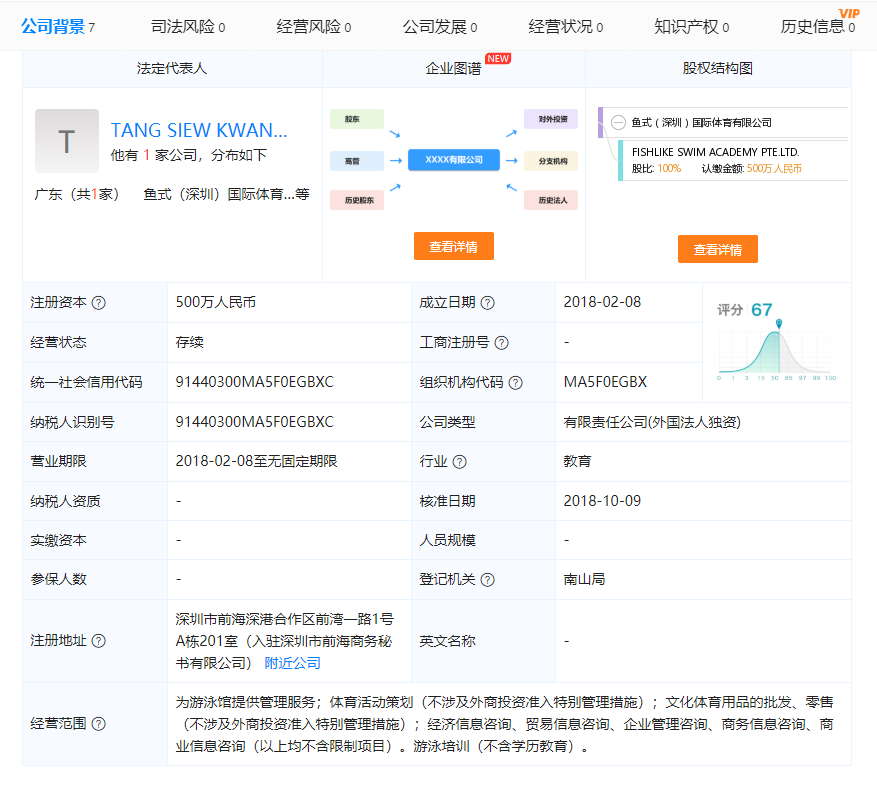 公司背景 7 司法风险 0 经营风险 0 公司发展 0 经营状况 0 知识产权 0 历史信息 0 VIP
法定代表人 企业图谱 NEW 股权结构图
T
TANG SIEW KWAN...
他有 1 家公司，分布如下
广东（共1家） 鱼式（深圳）国际体育...等
股东 对外投资
高管 XXXX有限公司 分支机构
历史股东 历史法人
查看详情
鱼式（深圳）国际体育有限公司
FISHLIKE SWIM ACADEMY PTE.LTD.
股比: 100% 认缴金额: 500万人民币
查看详情
注册资本 ? 500万人民币 成立日期 ? 2018-02-08
评分 67
0 1 3 15 50 85 97 99 100
经营状态 存续 工商注册号 ? -
统一社会信用代码 91440300MA5F0EGBXC 组织机构代码 ? MA5F0EGBX
纳税人识别号 91440300MA5F0EGBXC 公司类型 有限责任公司(外国法人独资)
营业期限 2018-02-08至无固定期限 行业 ? 教育
纳税人资质 - 核准日期 2018-10-09
实缴资本 - 人员规模 -
参保人数 - 登记机关 ? 南山局
注册地址 ? 深圳市前海深港合作区前湾一路1号
A栋201室（入驻深圳市前海商务秘
书有限公司） 附近公司
英文名称 -
经营范围 ? 为游泳馆提供管理服务；体育活动策划（不涉及外商投资准入特别管理措施）；文化体育用品的批发、零售
（不涉及外商投资准入特别管理措施）；经济信息咨询、贸易信息咨询、企业管理咨询、商务信息咨询、商
业信息咨询（以上均不含限制项目）。游泳培训（不含学历教育）。